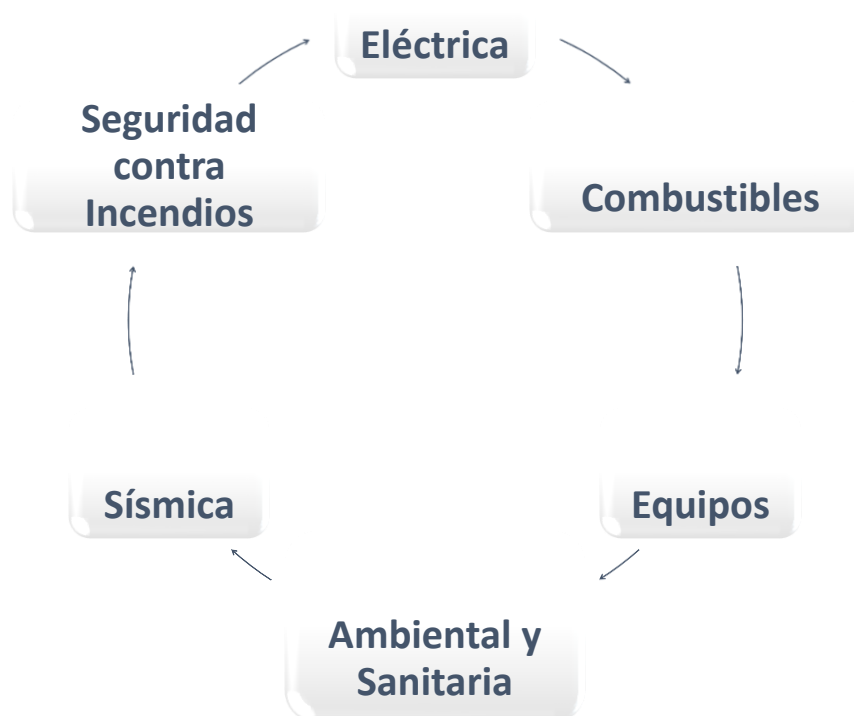 Eléctrica
Seguridad
contra
Incendios
Combustibles
Sísmica
Equipos
Ambiental y
Sanitaria